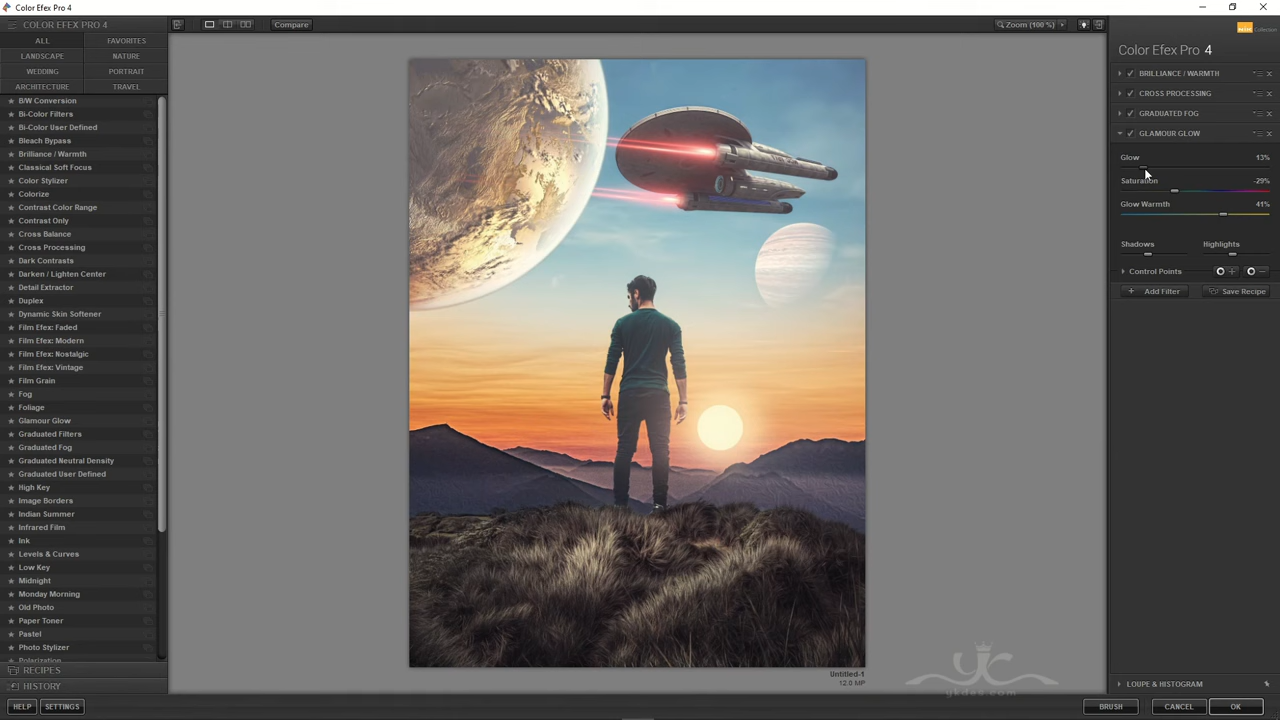 Color Efex Pro 4
COLOR EFEX PRO 4
Compare
Zoom (100 %)
Collection
ALL
FAVORITES
LANDSCAPE
NATURE
WEDDING
PORTRAIT
ARCHITECTURE
TRAVEL
B/W Conversion
Bi-Color Filters
Bi-Color User Defined
Bleach Bypass
Brilliance / Warmth
Classical Soft Focus
Color Stylizer
Colorize
Contrast Color Range
Contrast Only
Cross Balance
Cross Processing
Dark Contrasts
Darken / Lighten Center
Detail Extractor
Duplex
Dynamic Skin Softener
Film Efex: Faded
Film Efex: Modern
Film Efex: Nostalgic
Film Efex: Vintage
Film Grain
Fog
Foliage
Glamour Glow
Graduated Filters
Graduated Fog
Graduated Neutral Density
Graduated User Defined
High Key
Image Borders
Indian Summer
Infrared Film
Ink
Levels & Curves
Low Key
Midnight
Monday Morning
Old Photo
Paper Toner
Pastel
Photo Stylizer
Polarization
RECIPES
HISTORY
HELP
SETTINGS
Untitled-1
12.0 MP
ykdes.com
Color Efex Pro 4
BRILLIANCE / WARMTH
CROSS PROCESSING
GRADUATED FOG
GLAMOUR GLOW
Glow 13%
Saturation -29%
Glow Warmth 41%
Shadows
Highlights
Control Points
Add Filter
Save Recipe
LOUPE & HISTOGRAM
BRUSH
CANCEL
OK